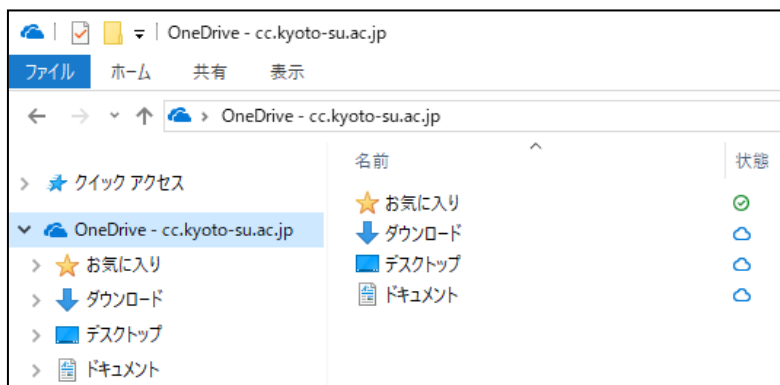 OneDrive - cc.kyoto-su.ac.jp
ファイル ホーム 共有 表示
OneDrive - cc.kyoto-su.ac.jp
クイック アクセス
OneDrive - cc.kyoto-su.ac.jp
お気に入り
ダウンロード
デスクトップ
ドキュメント
名前 状態
お気に入り
ダウンロード
デスクトップ
ドキュメント